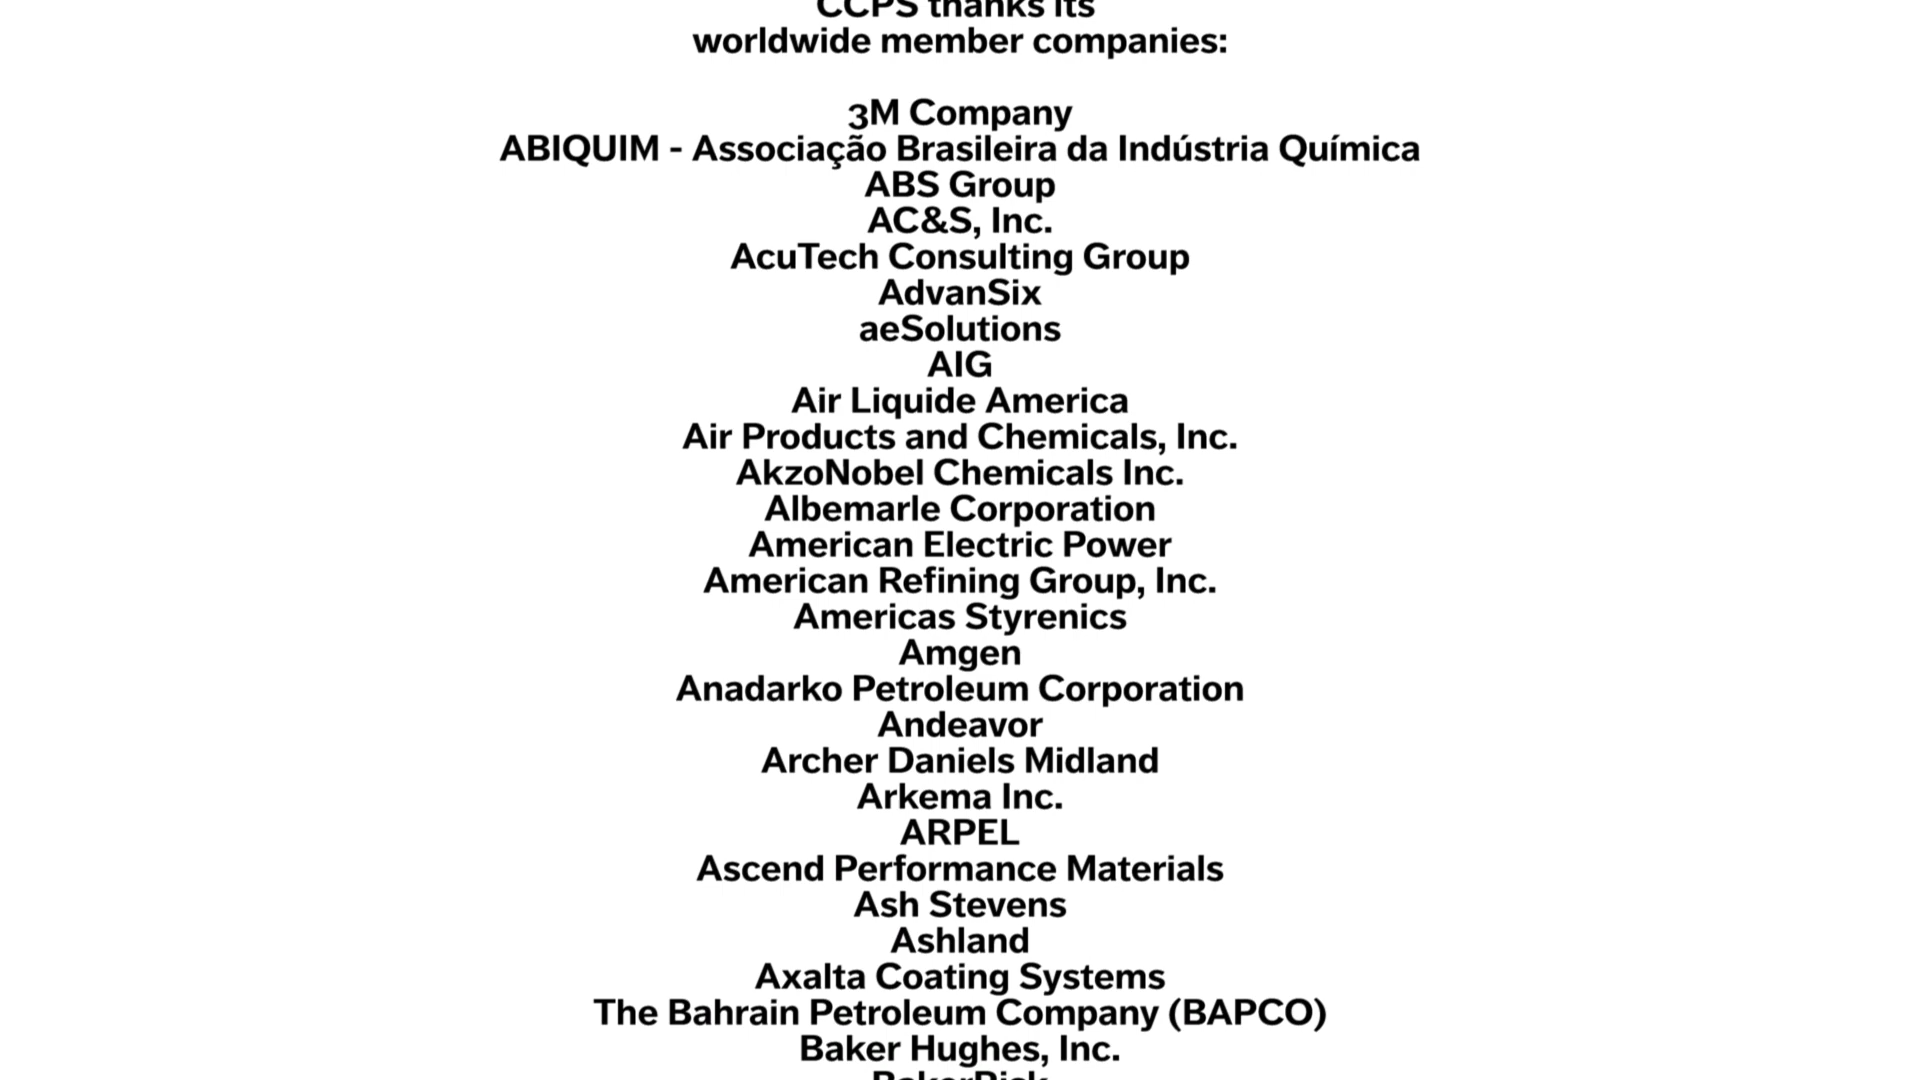 CCPS thanks its
worldwide member companies:
3M Company
ABIQUIM - Associação Brasileira da Indústria Química
ABS Group
AC&S, Inc.
AcuTech Consulting Group
AdvanSix
aeSolutions
AIG
Air Liquide America
Air Products and Chemicals, Inc.
AkzoNobel Chemicals Inc.
Albemarle Corporation
American Electric Power
American Refining Group, Inc.
Americas Styrenics
Amgen
Anadarko Petroleum Corporation
Andeavor
Archer Daniels Midland
Arkema Inc.
ARPEL
Ascend Performance Materials
Ash Stevens
Ashland
Axalta Coating Systems
The Bahrain Petroleum Company (BAPCO)
Baker Hughes, Inc.
BakerRisk